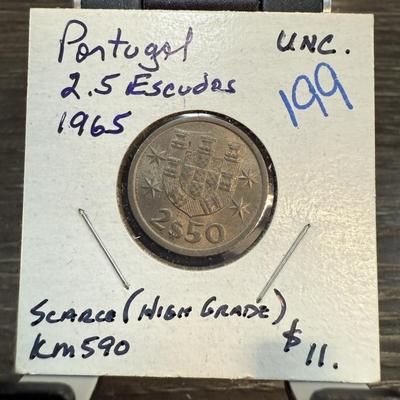 Portugal UNC.
2.5 Escudos 199
1965
2$50
Scarce (High Grade)
Km590 $11.